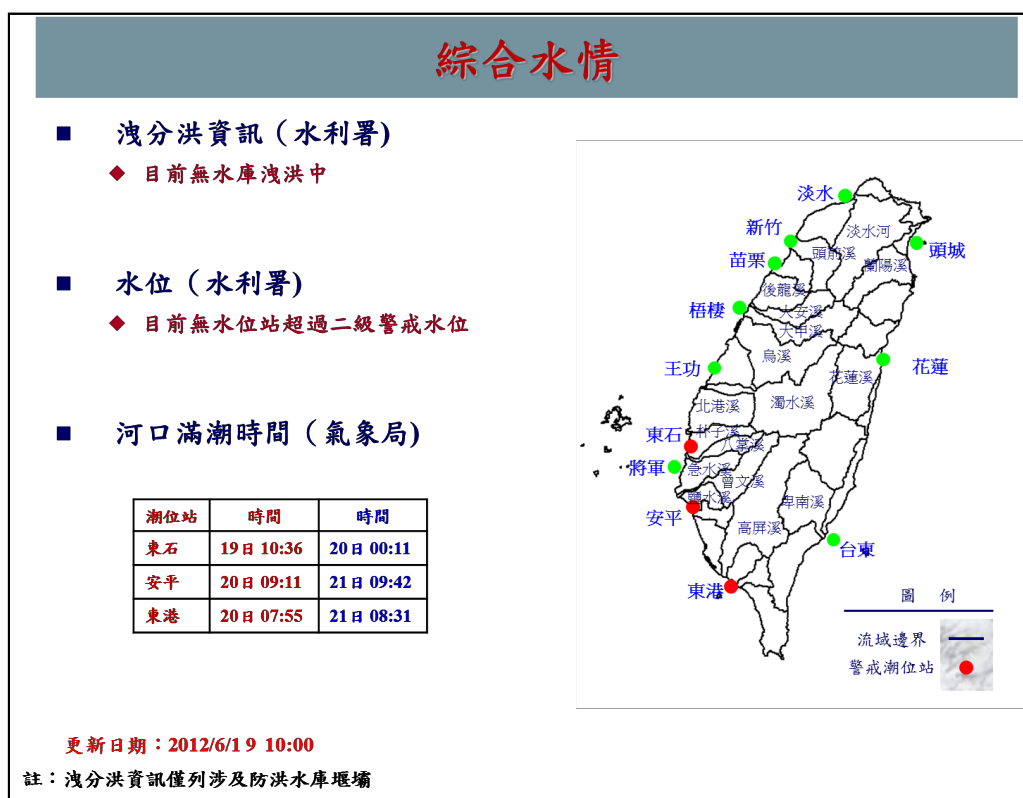 綜合水情
洩分洪資訊（水利署)
目前無水庫洩洪中
水位（水利署)
目前無水位站超過二級警戒水位
河口滿潮時間（氣象局)
潮位站 時間 時間
東石 19日 10:36 20日 00:11
安平 20日 09:11 21日 09:42
東港 20日 07:55 21日 08:31
更新日期：2012/6/1 9 10:00
註：洩分洪資訊僅列涉及防洪水庫堰壩
淡水
淡水河
新竹
頭城
頭前溪
苗栗
蘭陽溪
後龍溪
大安溪
梧棲
大甲溪
烏溪
王功
花蓮
花蓮溪
北港溪
濁水溪
朴子溪
東石
八掌溪
將軍
急水溪
曾文溪
鹽水溪
卑南溪
安平
高屏溪
台東
東港
圖 例
流域邊界
警戒潮位站